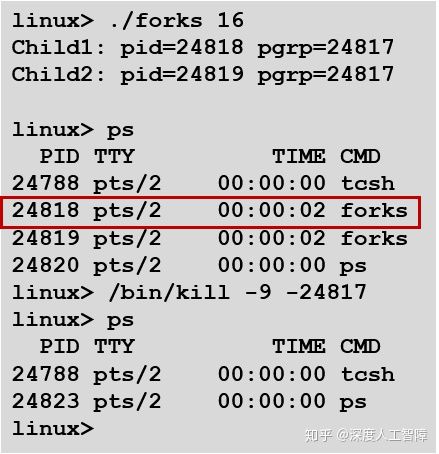 linux> ./forks 16
Child1: pid=24818 pgrp=24817
Child2: pid=24819 pgrp=24817
linux> ps
PID TTY TIME CMD
24788 pts/2 00:00:00 tcsh
24818 pts/2 00:00:02 forks
24819 pts/2 00:00:02 forks
24820 pts/2 00:00:00 ps
linux> /bin/kill -9 -24817
linux> ps
PID TTY TIME CMD
24788 pts/2 00:00:00 tcsh
24823 pts/2 00:00:00 ps
linux>
知乎 @深度人工智障